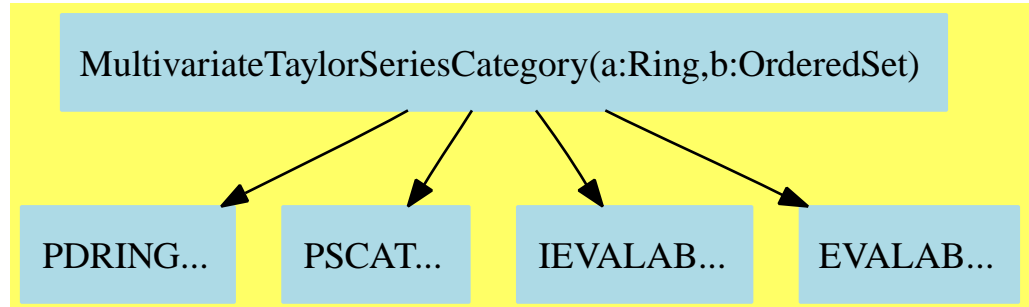 MultivariateTaylorSeriesCategory(a:Ring,b:OrderedSet)
PDRING... PSCAT... IEVALAB... EVALAB...